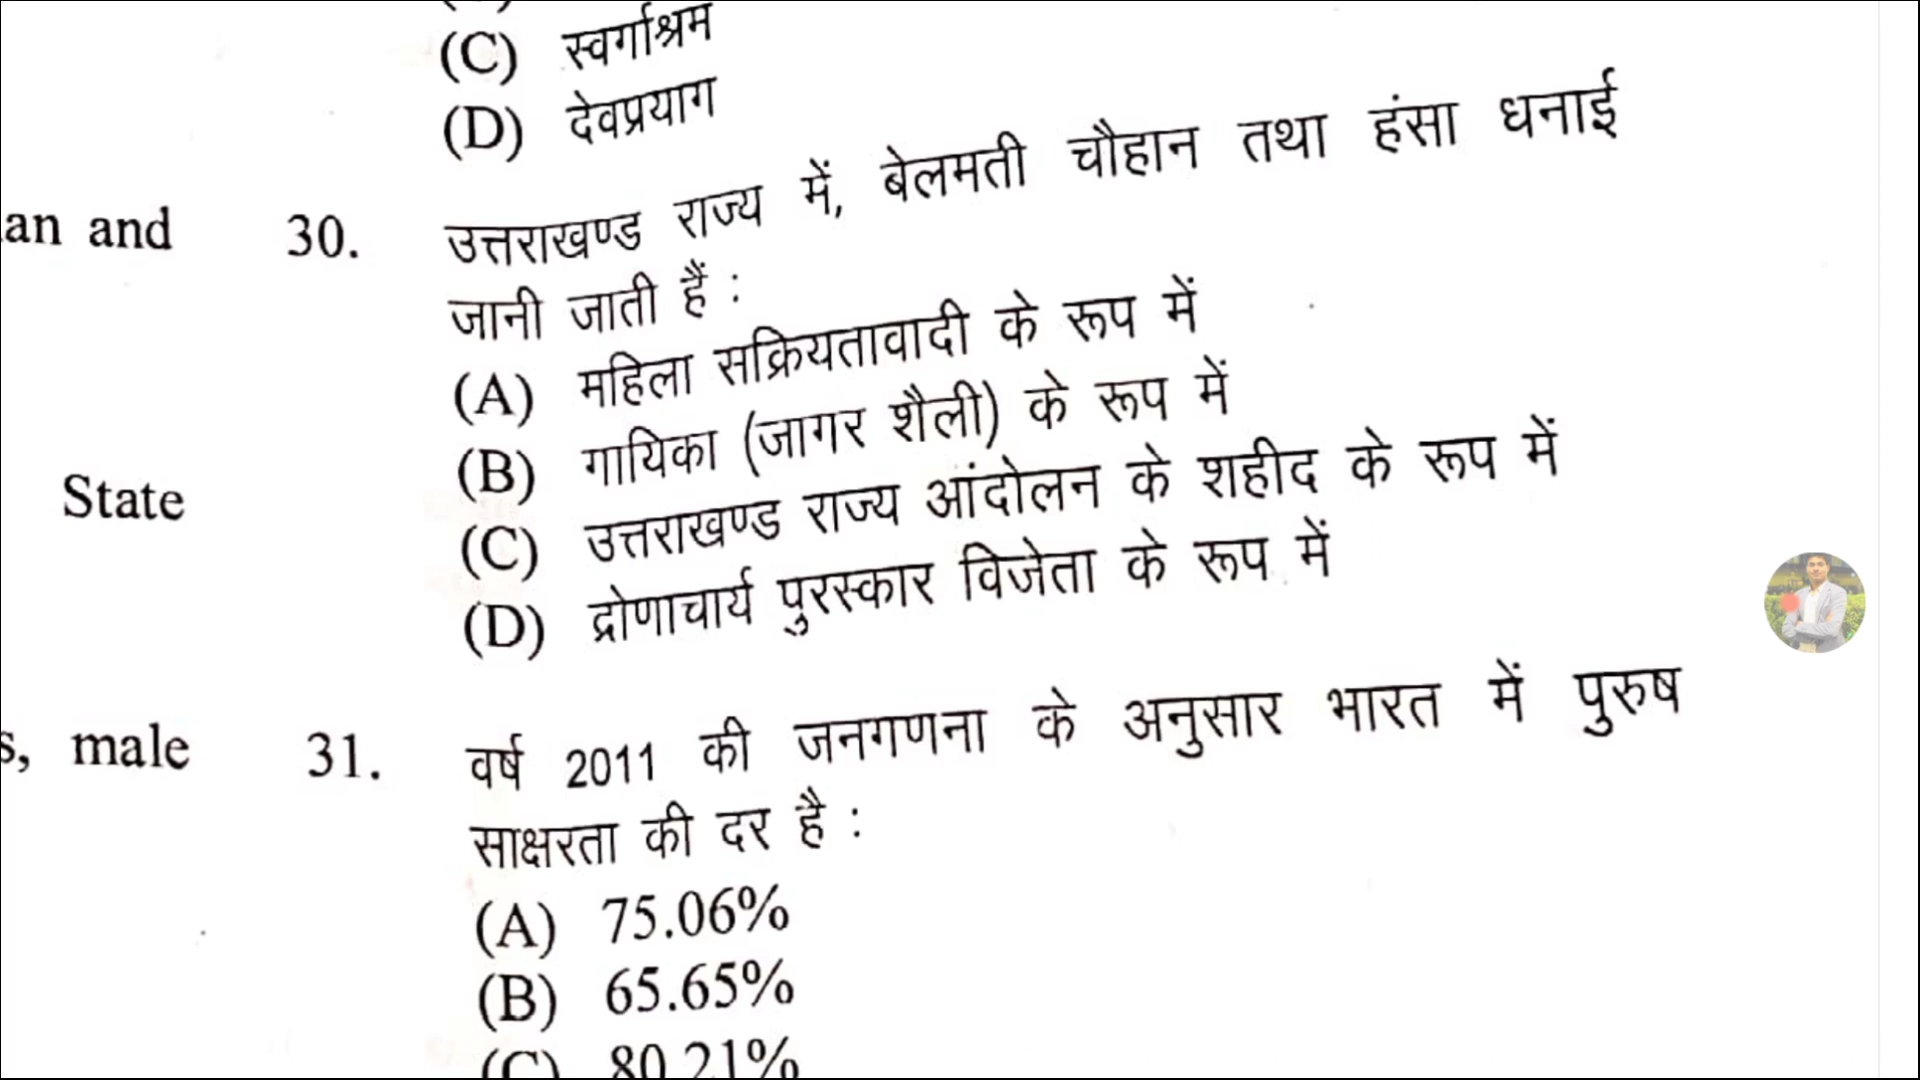 (C) स्वर्गाश्रम
(D) देवप्रयाग
an and
30. उत्तराखण्ड राज्य में, बेलमती चौहान तथा हंसा धनाई
जानी जाती हैं :
(A) महिला सक्रियतावादी के रूप में
(B) गायिका (जागर शैली) के रूप में
State
(C) उत्तराखण्ड राज्य आंदोलन के शहीद के रूप में
(D) द्रोणाचार्य पुरस्कार विजेता के रूप में
s, male
31. वर्ष 2011 की जनगणना के अनुसार भारत में पुरुष
साक्षरता की दर है :
(A) 75.06%
(B) 65.65%
(C) 80.21%